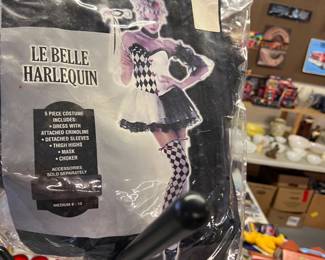 LE BELLE
HARLEQUIN
5 PIECE COSTUME
INCLUDES:
• DRESS WITH
ATTACHED CRINOLINE
• DETACHED SLEEVES
• THIGH HIGHS
• MASK
• CHOKER
ACCESSORIES
SOLD SEPARATELY
MEDIUM 8 - 10